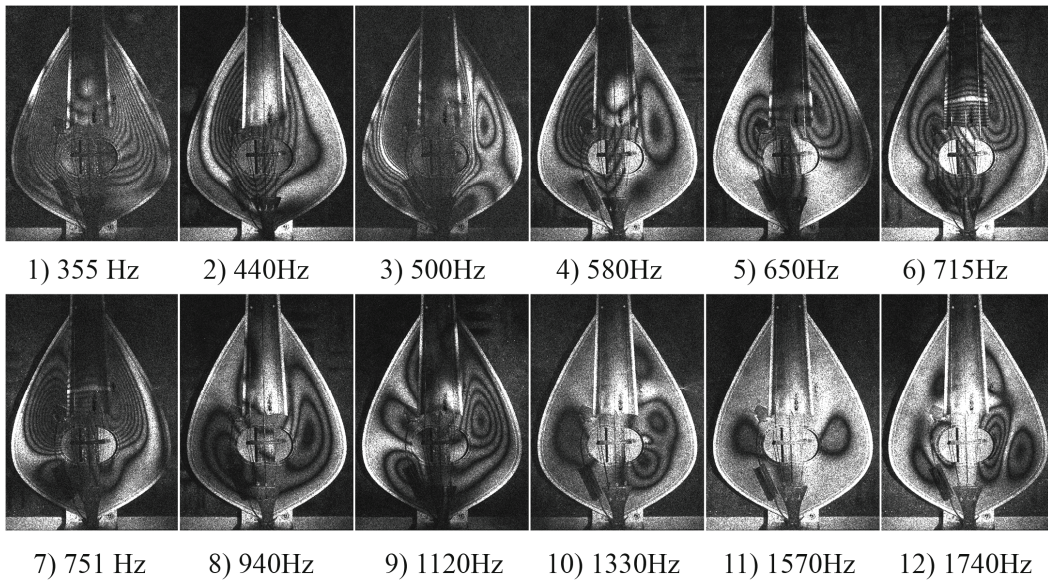 1) 355 Hz
2) 440Hz
3) 500Hz
4) 580Hz
5) 650Hz
6) 715Hz
7) 751 Hz
8) 940Hz
9) 1120Hz
10) 1330Hz
11) 1570Hz
12) 1740Hz